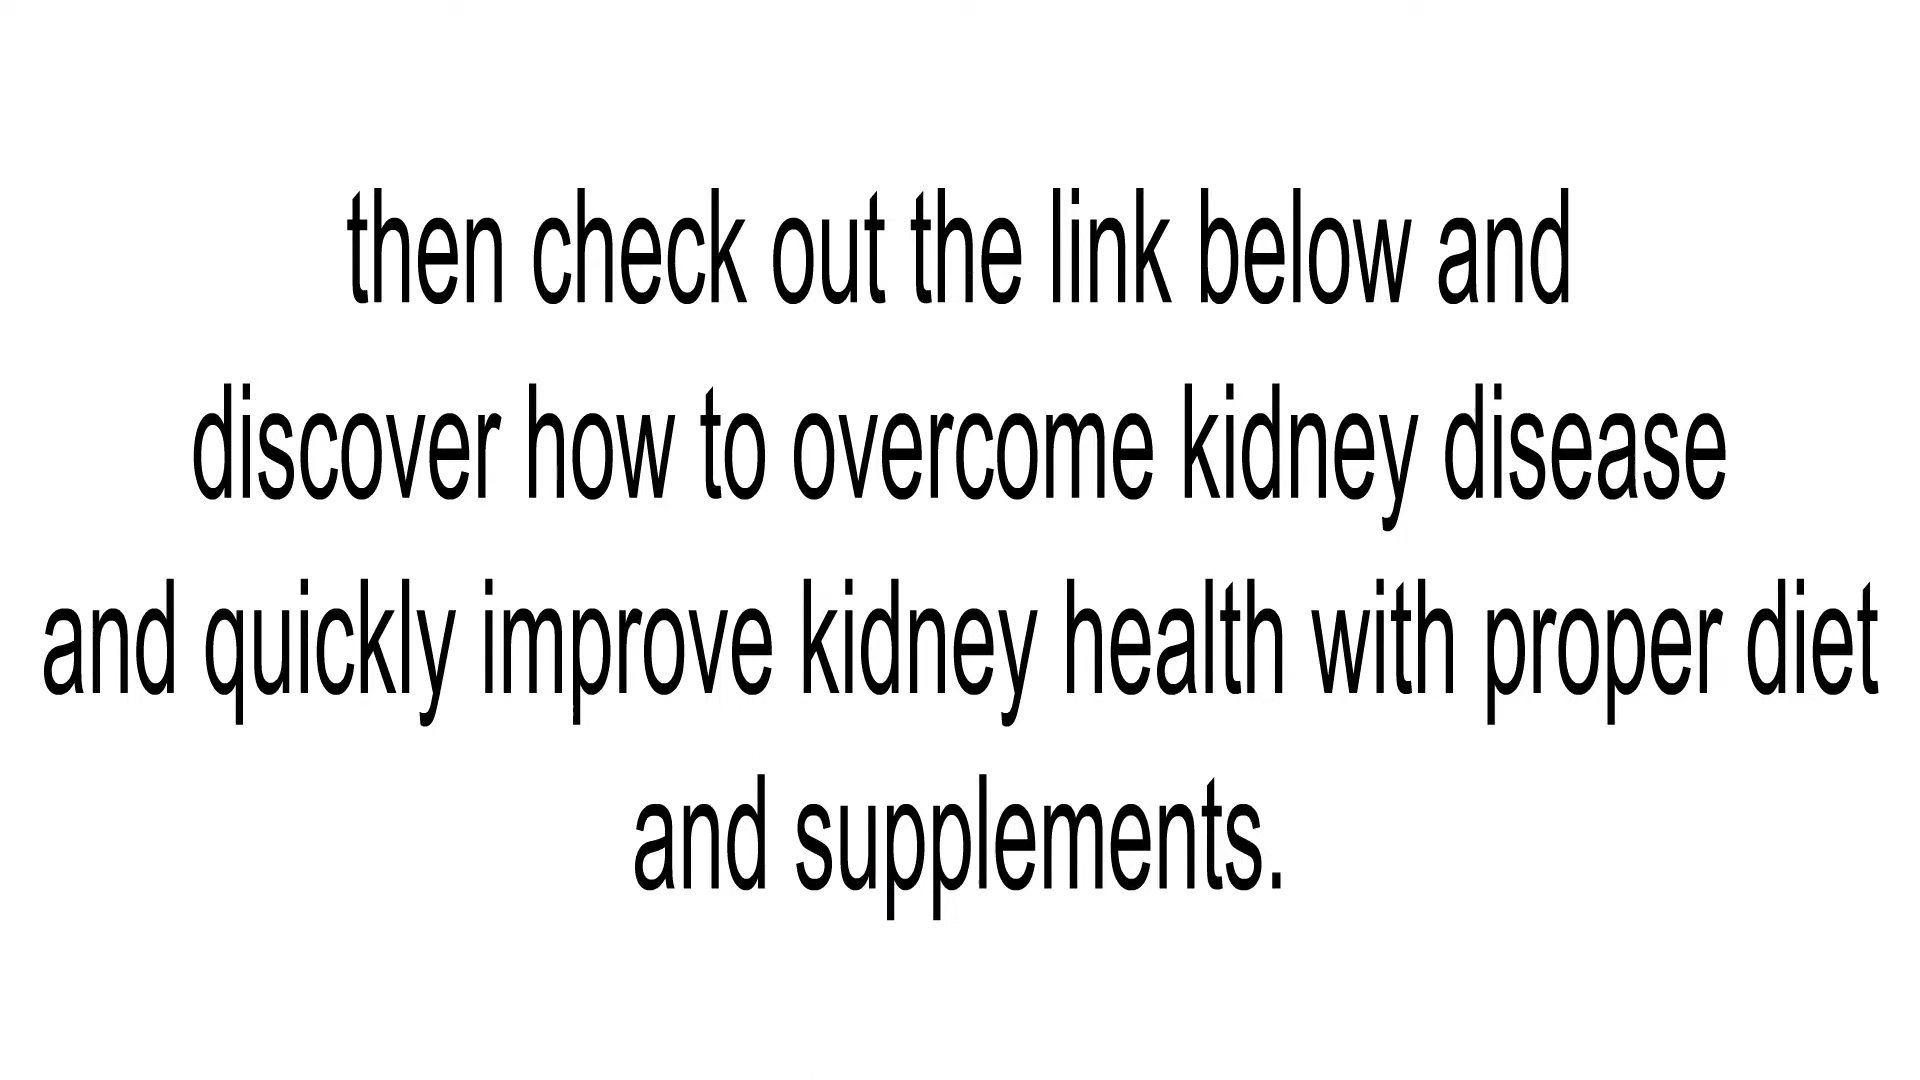 then check out the link below and
discover how to overcome kidney disease
and quickly improve kidney health with proper diet
and supplements.